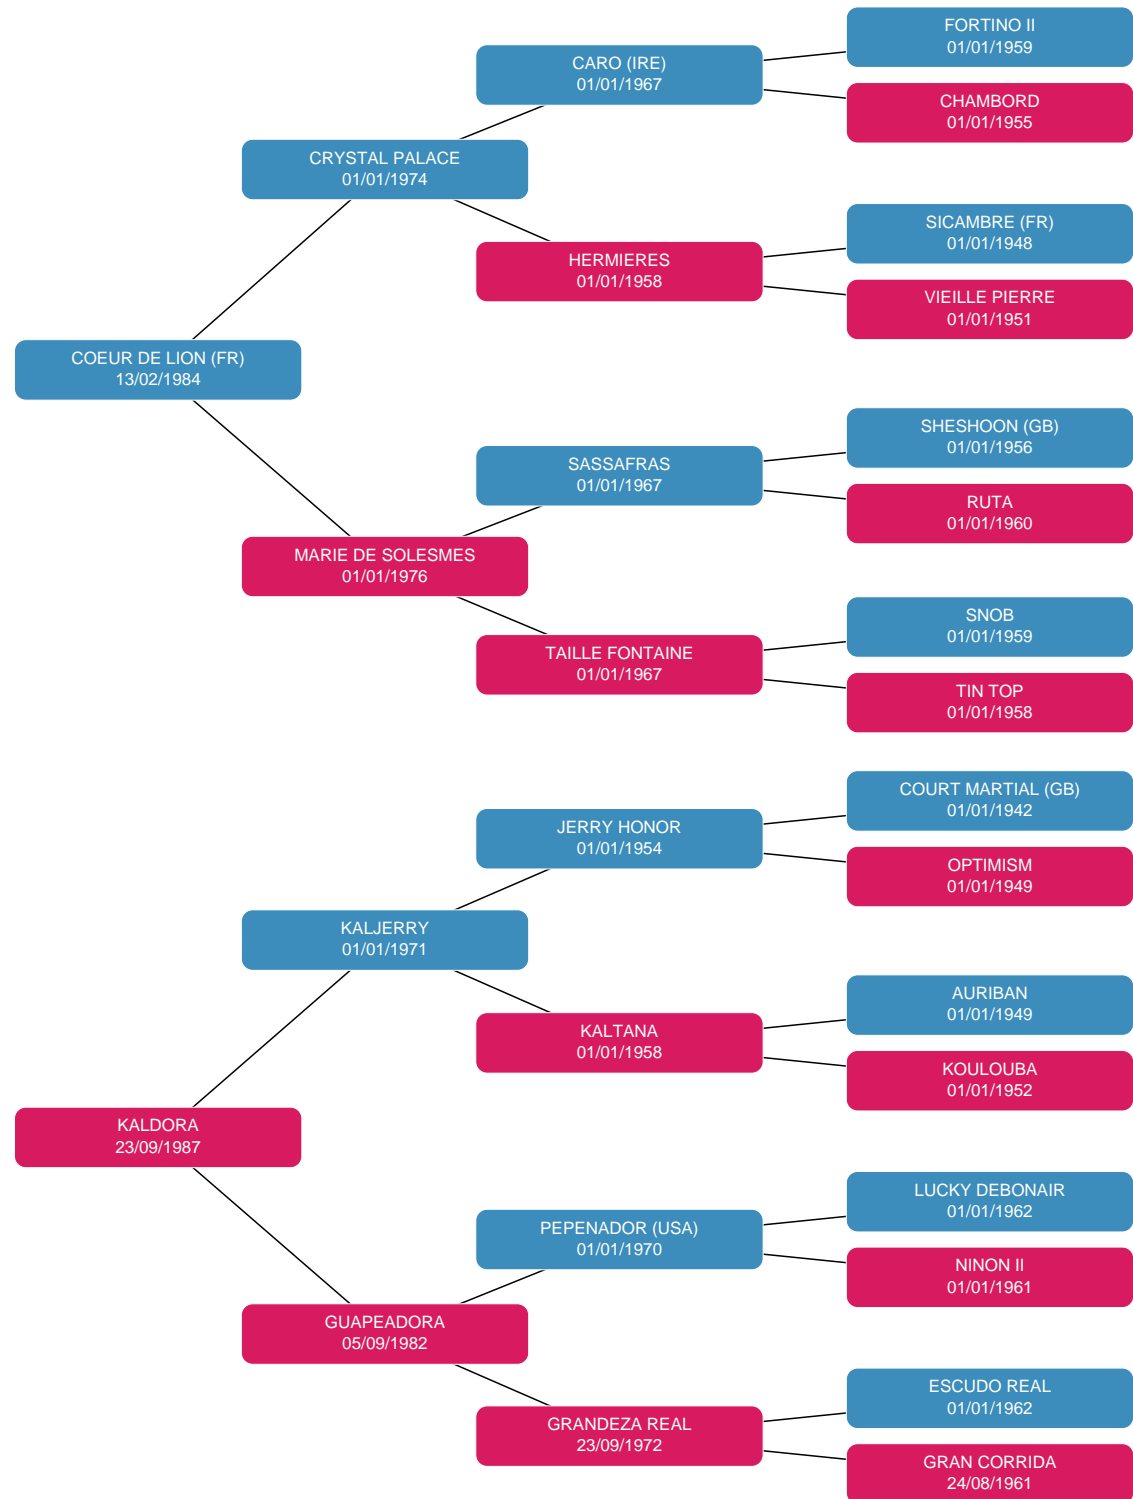 FORTINO II
01/01/1959
CARO (IRE)
01/01/1967
CHAMBORD
01/01/1955
CRYSTAL PALACE
01/01/1974
SICAMBRE (FR)
01/01/1948
HERMIERES
01/01/1958
VIEILLE PIERRE
01/01/1951
COEUR DE LION (FR)
13/02/1984
SHESHOON (GB)
01/01/1956
SASSAFRAS
01/01/1967
RUTA
01/01/1960
MARIE DE SOLESMES
01/01/1976
SNOB
01/01/1959
TAILLE FONTAINE
01/01/1967
TIN TOP
01/01/1958
COURT MARTIAL (GB)
01/01/1942
JERRY HONOR
01/01/1954
OPTIMISM
01/01/1949
KALJERRY
01/01/1971
AURIBAN
01/01/1949
KALTANA
01/01/1958
KOULOUBA
01/01/1952
KALDORA
23/09/1987
LUCKY DEBONAIR
01/01/1962
PEPENADOR (USA)
01/01/1970
NINON II
01/01/1961
GUAPEADORA
05/09/1982
ESCUDO REAL
01/01/1962
GRANDEZA REAL
23/09/1972
GRAN CORRIDA
24/08/1961